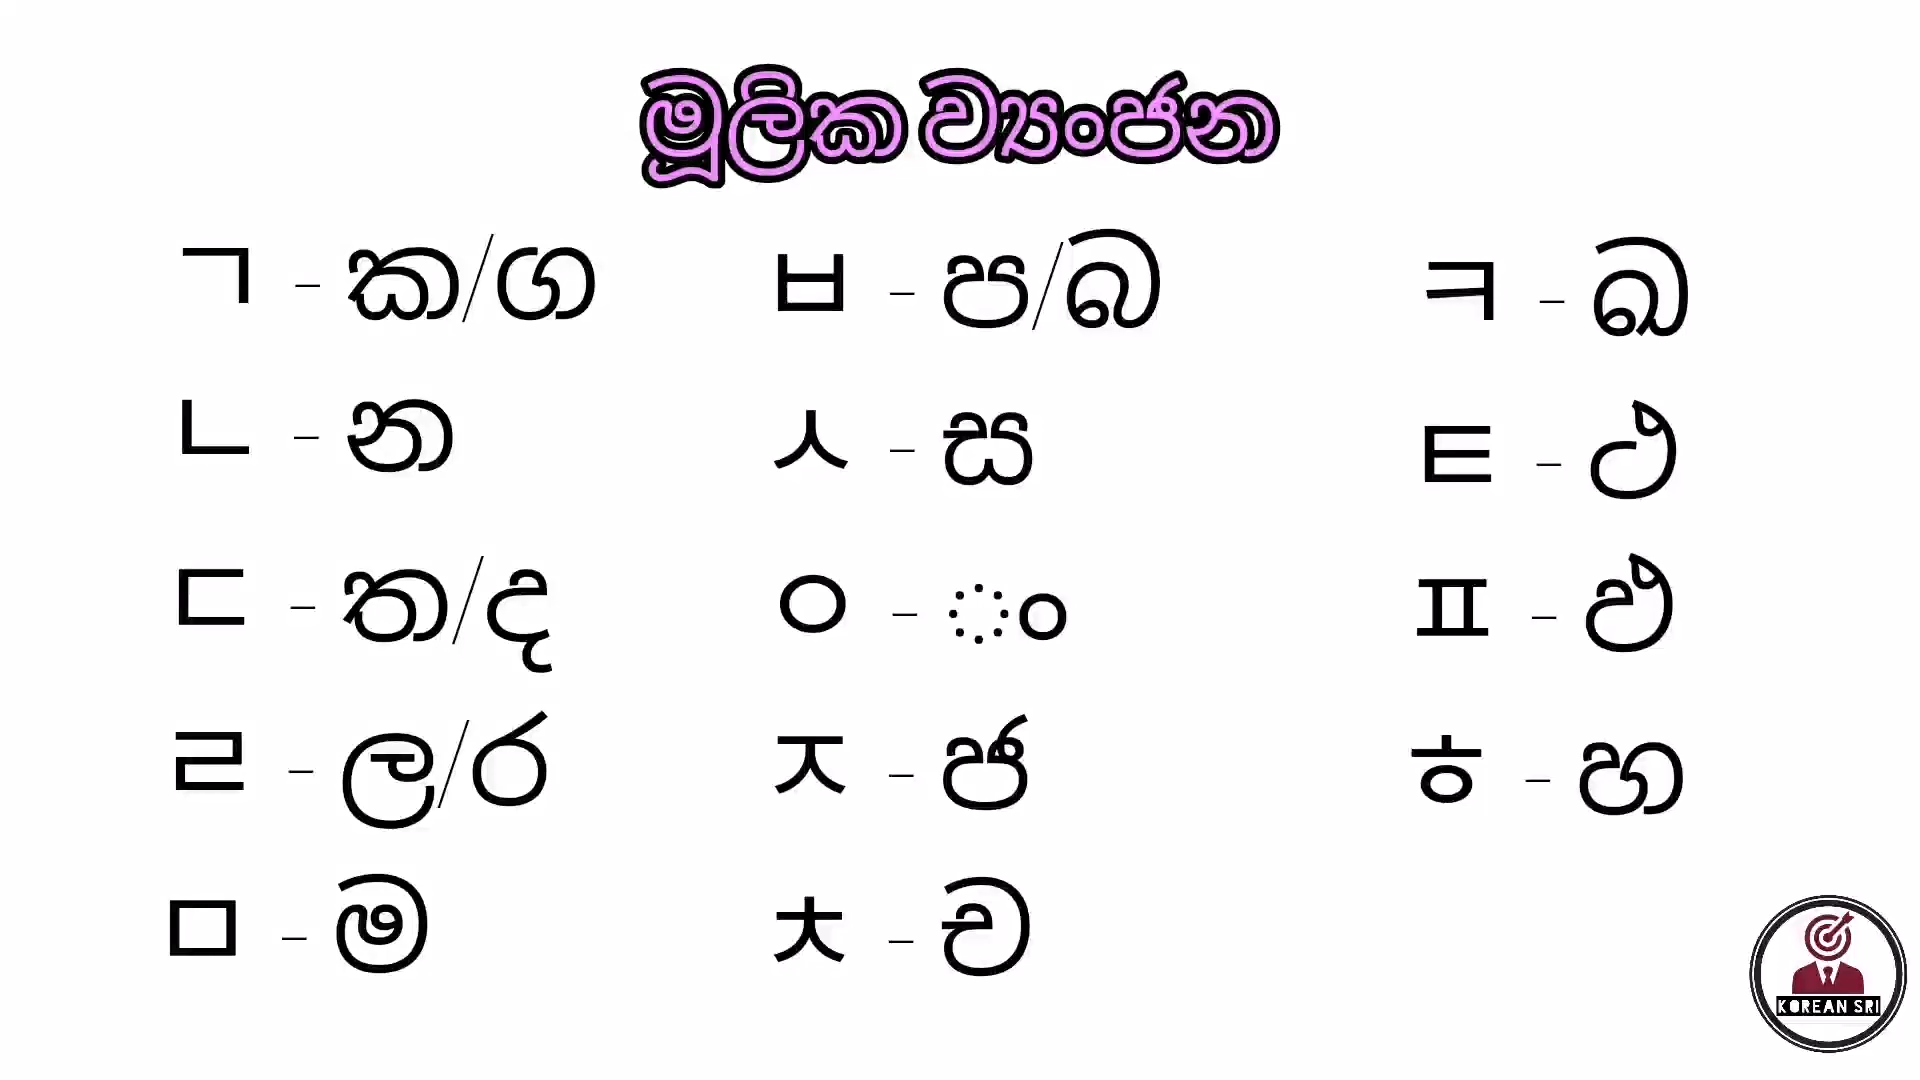 මූලික ව්‍යංජන
ㄱ - ක/ග
ㄴ - න
ㄷ - ත/ද
ㄹ - ල/ර
ㅁ - ම
ㅂ - ප/බ
ㅅ - ස
ㅇ - ං
ㅈ - ජ
ㅊ - ච
ㅋ - ඛ
ㅌ - ථ
ㅍ - ඵ
ㅎ - හ
KOREAN SRI